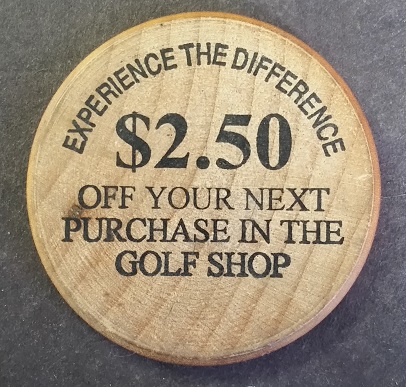 EXPERIENCE THE DIFFERENCE
$2.50
OFF YOUR NEXT
PURCHASE IN THE
GOLF SHOP